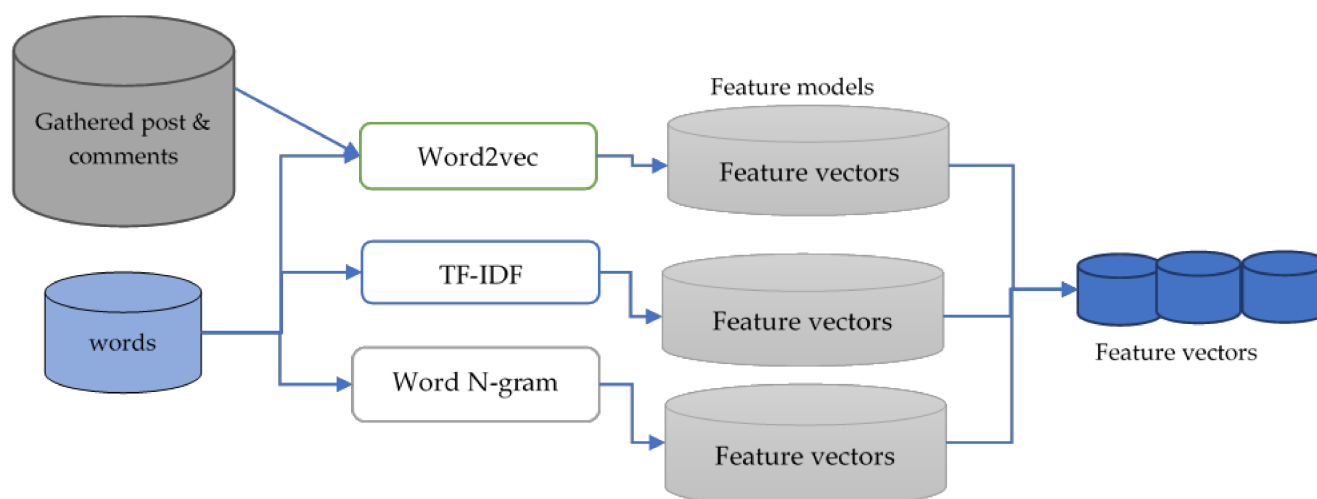 Gathered post &
comments
words
Word2vec
TF-IDF
Word N-gram
Feature models
Feature vectors
Feature vectors
Feature vectors
Feature vectors